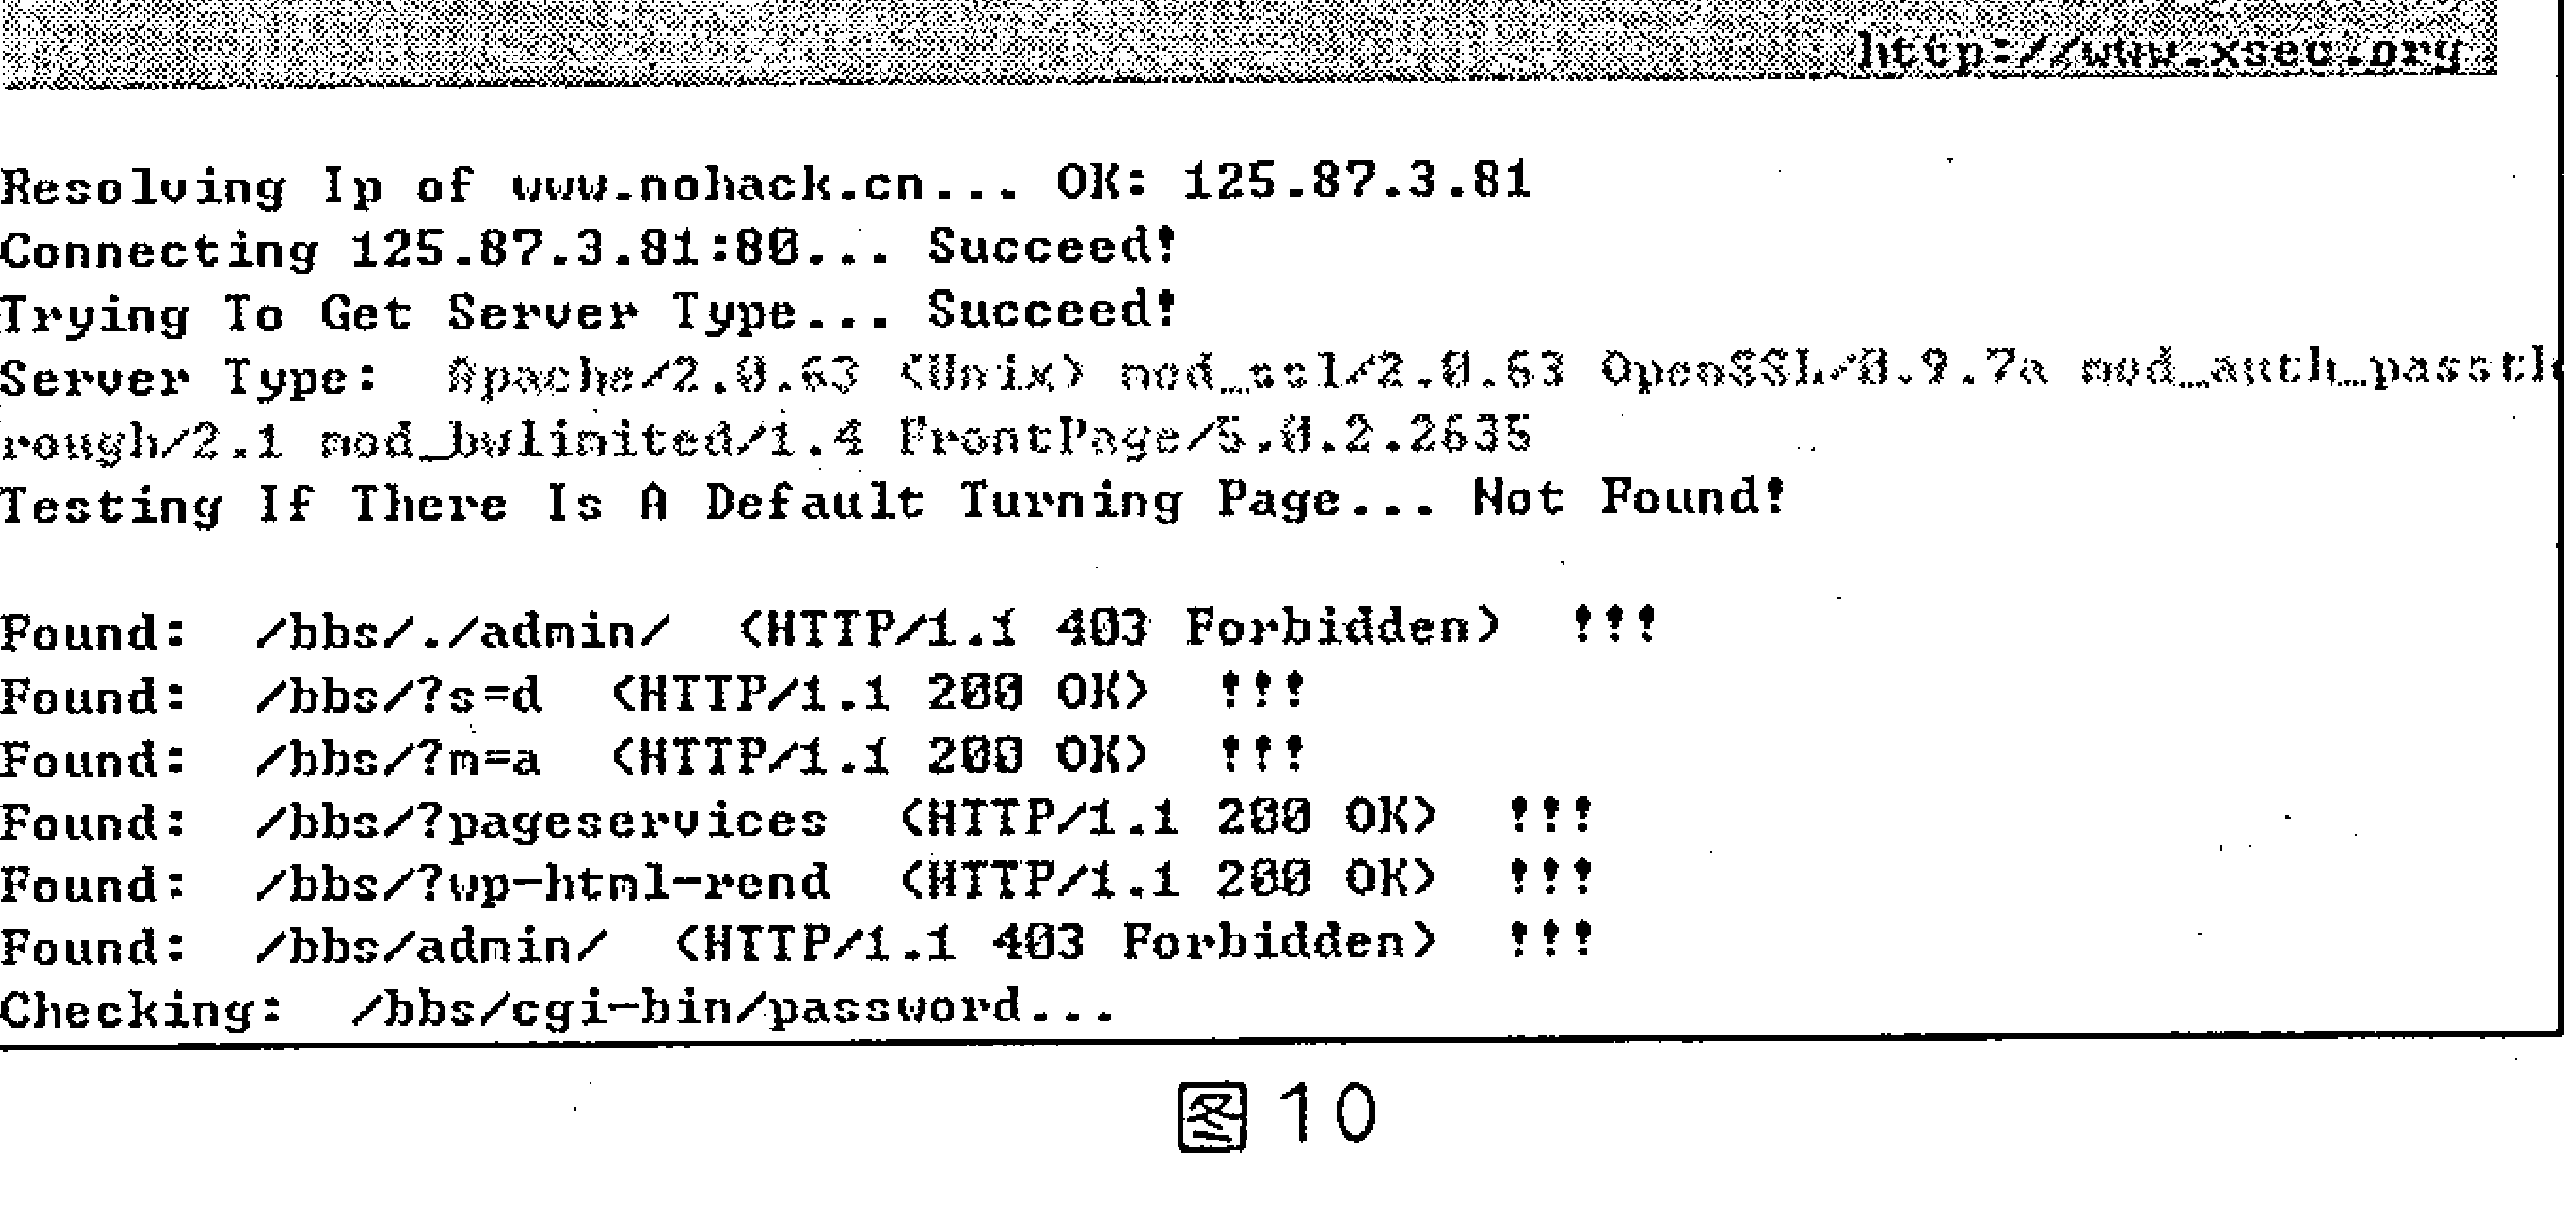 http://www.xsec.org
Resolving Ip of www.nohack.cn... OK: 125.87.3.81
Connecting 125.87.3.81:80... Succeed!
Trying To Get Server Type... Succeed!
Server Type:  Apache/2.0.63 (Unix) mod_ssl/2.0.63 OpenSSL/0.9.7a mod_auth_passth
rough/2.1 mod_bwlimited/1.4 FrontPage/5.0.2.2635
Testing If There Is A Default Turning Page... Not Found!
Found:  /bbs/./admin/  (HTTP/1.1 403 Forbidden)  !!!
Found:  /bbs/?s=d  (HTTP/1.1 200 OK)  !!!
Found:  /bbs/?m=a  (HTTP/1.1 200 OK)  !!!
Found:  /bbs/?pageservices  (HTTP/1.1 200 OK)  !!!
Found:  /bbs/?wp-html-rend  (HTTP/1.1 200 OK)  !!!
Found:  /bbs/admin/  (HTTP/1.1 403 Forbidden)  !!!
Checking:  /bbs/cgi-bin/password...
图10